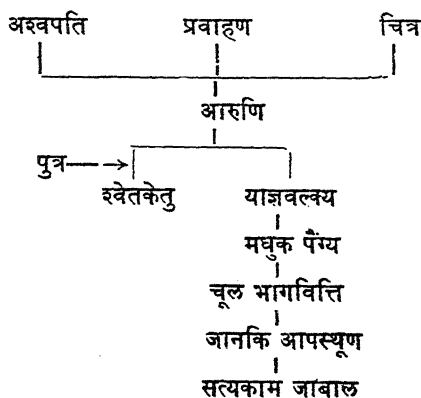 अश्वपति प्रवाहण चित्र
आरुणि
पुत्र
श्वेतकेतु याज्ञवल्क्य
मधुक पैंग्य
चूल भागवित्ति
जानकि आपस्थूण
सत्यकाम जाबाल